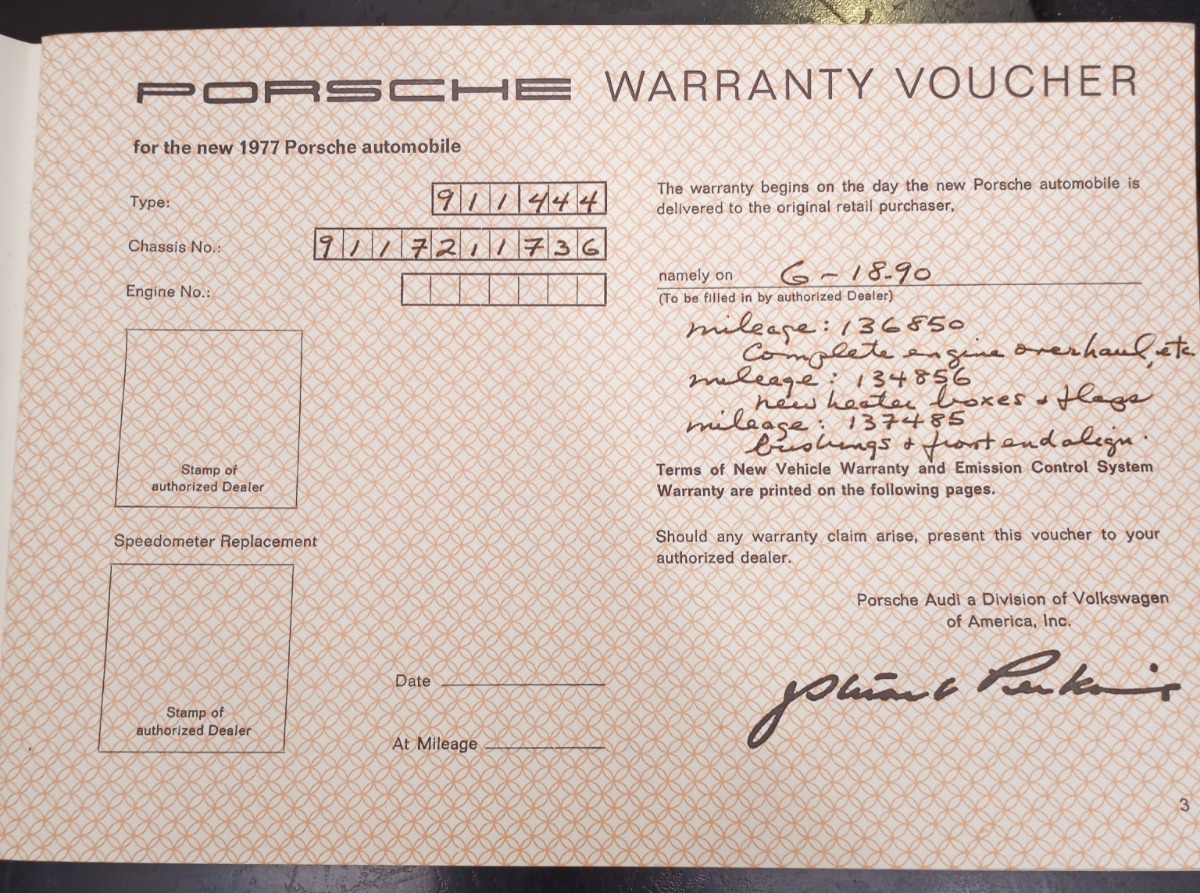 PORSCHE WARRANTY VOUCHER
for the new 1977 Porsche automobile
Type: 911444
Chassis No.: 9117211736
Engine No.:
Stamp of
authorized Dealer
Speedometer Replacement
Stamp of
authorized Dealer
Date
At Mileage
The warranty begins on the day the new Porsche automobile is
delivered to the original retail purchaser,
namely on 6-18-90
(To be filled in by authorized Dealer)
mileage: 136850
Complete engine overhaul, etc
mileage: 134856
new heater boxes & flaps
mileage: 137485
bushings & front end align.
Terms of New Vehicle Warranty and Emission Control System
Warranty are printed on the following pages.
Should any warranty claim arise, present this voucher to your
authorized dealer.
Porsche Audi a Division of Volkswagen
of America, Inc.
3